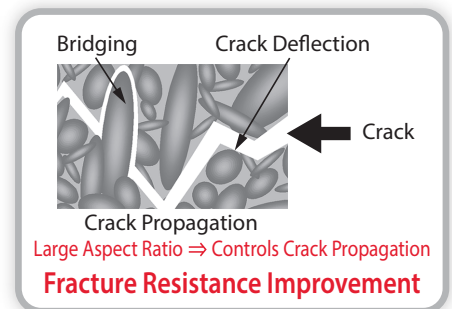 Bridging
Crack Deflection
Crack
Crack Propagation
Large Aspect Ratio ⇒ Controls Crack Propagation
Fracture Resistance Improvement